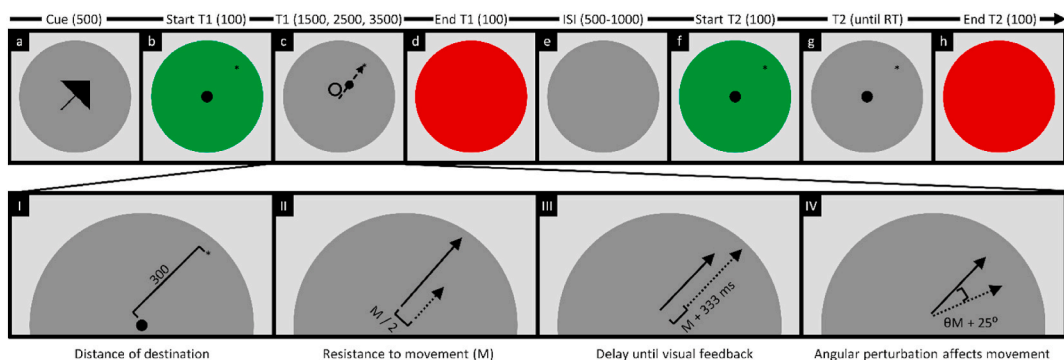 Cue (500) Start T1 (100) T1 (1500, 2500, 3500) End T1 (100) ISI (500-1000) Start T2 (100) T2 (until RT) End T2 (100)
a b c d e f g h
I II III IV
300 M / 2 M + 333 ms θM + 25º
Distance of destination Resistance to movement (M) Delay until visual feedback Angular perturbation affects movement